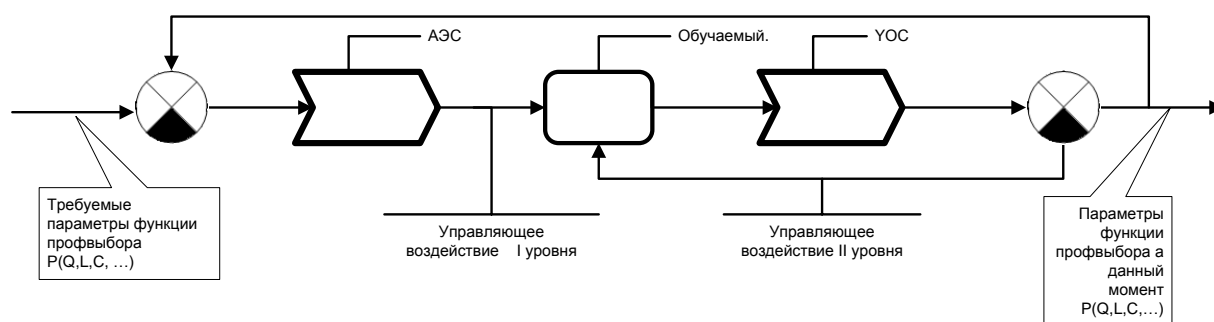 АЭС
Обучаемый.
YOC
Требуемые
параметры функции
профвыбора
P(Q,L,C, ...)
Управляющее
воздействие I уровня
Управляющее
воздействие II уровня
Параметры
функции
профвыбора а
данный
момент
P(Q,L,C,...)